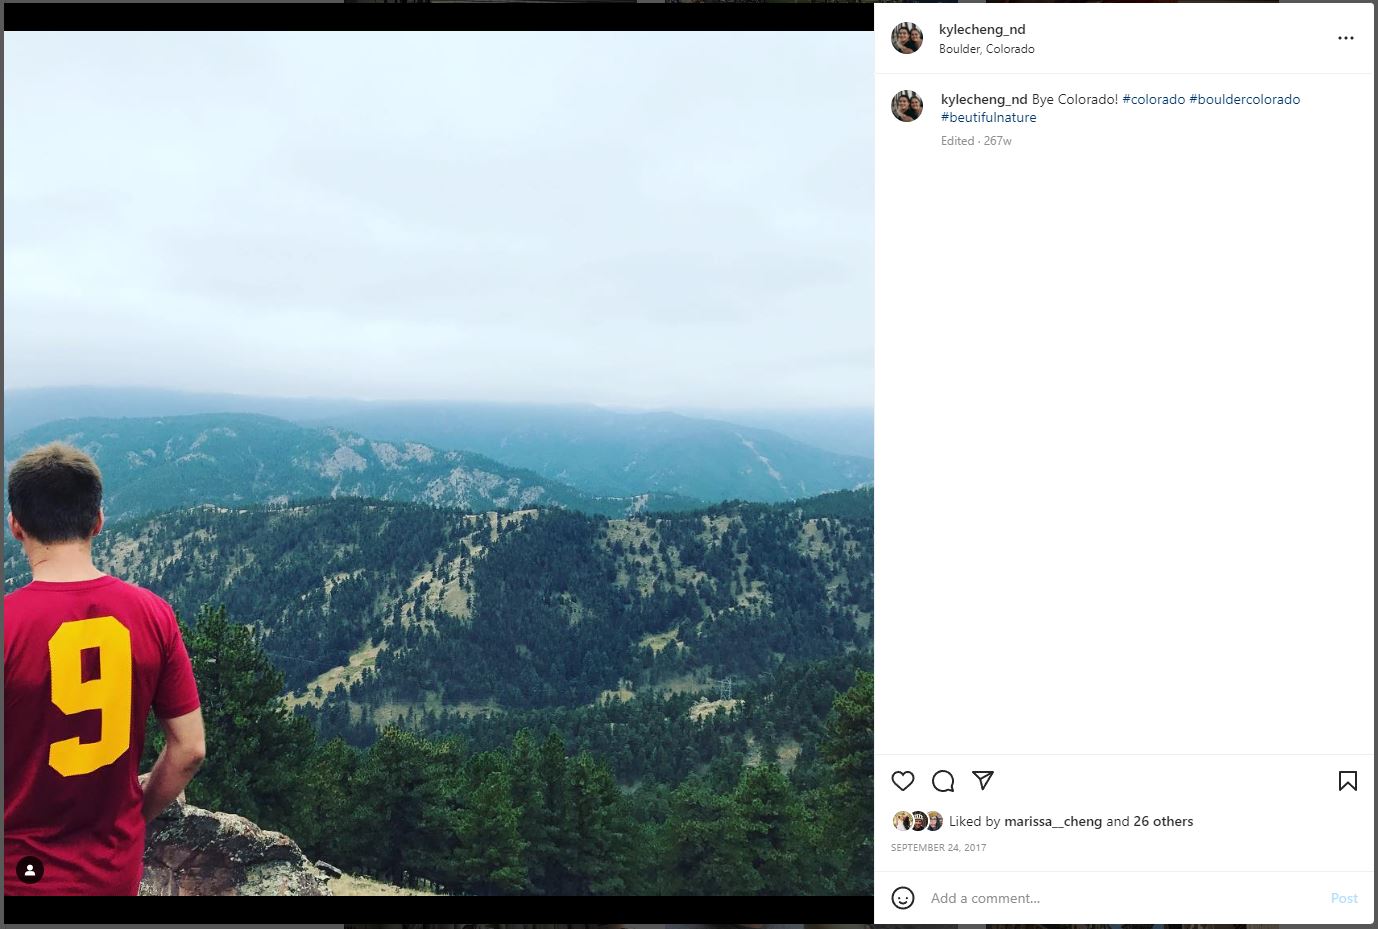 kylecheng_nd
Boulder, Colorado
kylecheng_nd Bye Colorado! #colorado #bouldercolorado
#beutifulnature
Edited · 267w
9
Liked by marissa__cheng and 26 others
SEPTEMBER 24, 2017
Add a comment...
Post